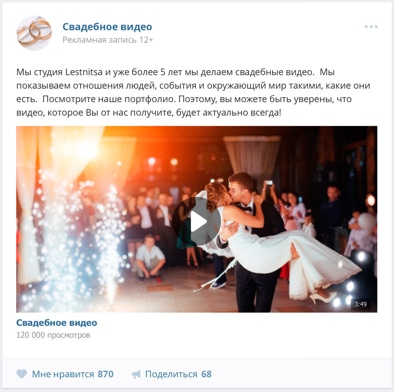 Свадебное видео
Рекламная запись 12+
Мы студия Lestnitsa и уже более 5 лет мы делаем свадебные видео. Мы
показываем отношения людей, события и окружающий мир такими, какие они
есть. Посмотрите наше портфолио. Поэтому, вы можете быть уверены, что
видео, которое Вы от нас получите, будет актуально всегда!
3:49
Свадебное видео
120 000 просмотров
Мне нравится 870 Поделиться 68